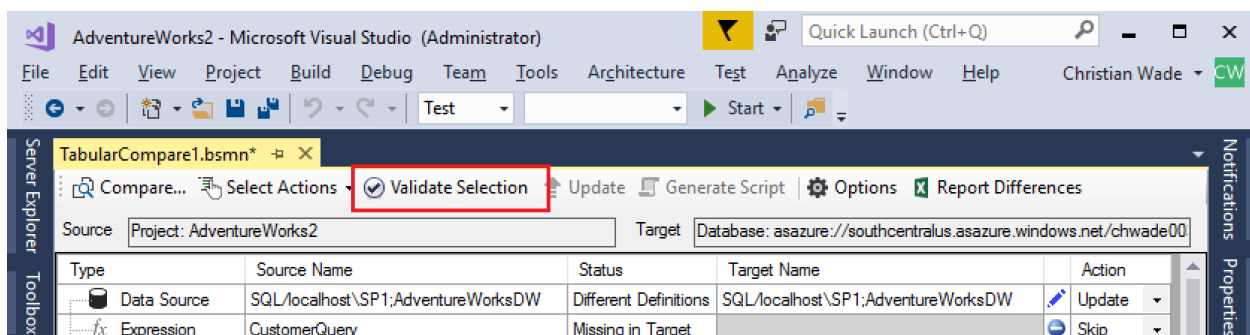 AdventureWorks2 - Microsoft Visual Studio (Administrator) Quick Launch (Ctrl+Q)
File Edit View Project Build Debug Team Tools Architecture Test Analyze Window Help Christian Wade CW
Test Start
TabularCompare1.bsmn*
Compare... Select Actions Validate Selection Update Generate Script Options Report Differences
Source Project: AdventureWorks2 Target Database: asazure://southcentralus.asazure.windows.net/chwade00
Type Source Name Status Target Name Action
Data Source SQL/localhost\SP1;AdventureWorksDW Different Definitions SQL/localhost\SP1;AdventureWorksDW Update
fx Expression CustomerQuery Missing in Target Skip
Server Explorer
Toolbox
Notifications
Properties